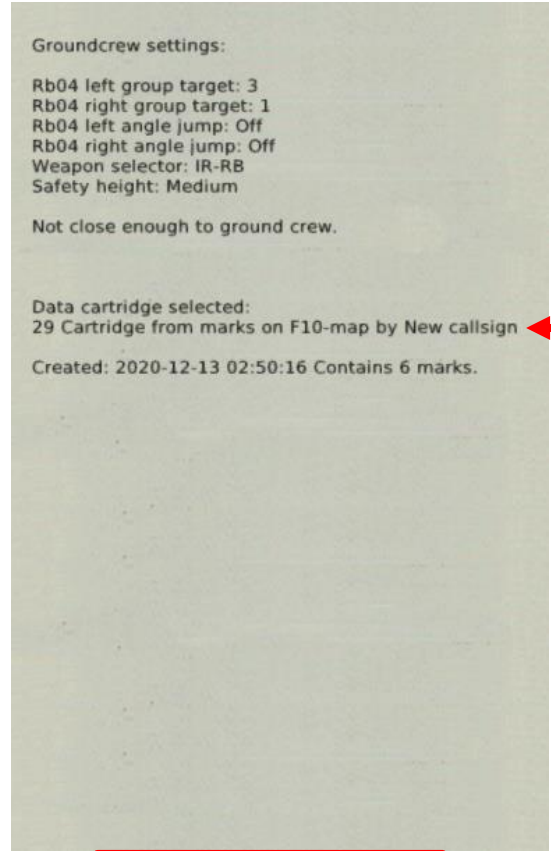 Groundcrew settings:
Rb04 left group target: 3
Rb04 right group target: 1
Rb04 left angle jump: Off
Rb04 right angle jump: Off
Weapon selector: IR-RB
Safety height: Medium
Not close enough to ground crew.
Data cartridge selected:
29 Cartridge from marks on F10-map by New callsign
Created: 2020-12-13 02:50:16 Contains 6 marks.